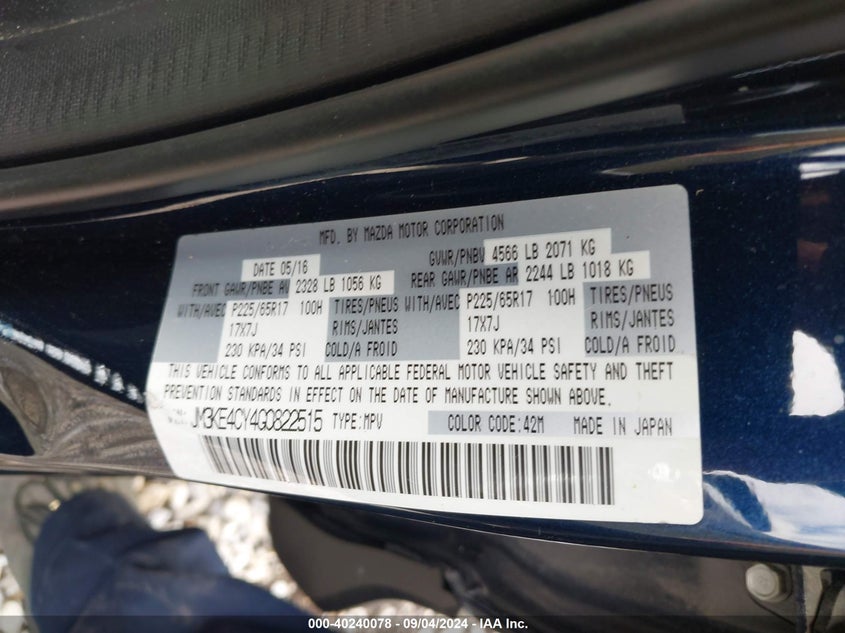 MFD. BY MAZDA MOTOR CORPORATION
DATE 05/16 GVWR/PNBV 4566 LB 2071 KG
FRONT GAWR/PNBE AV 2328 LB 1056 KG REAR GAWR/PNBE AR 2244 LB 1018 KG
WITH/AVEC P225/65R17 100H TIRES/PNEUS WITH/AVEC P225/65R17 100H TIRES/PNEUS
17X7J RIMS/JANTES 17X7J RIMS/JANTES
230 KPA/34 PSI COLD/A FROID 230 KPA/34 PSI COLD/A FROID
THIS VEHICLE CONFORMS TO ALL APPLICABLE FEDERAL MOTOR VEHICLE SAFETY AND THEFT
PREVENTION STANDARDS IN EFFECT ON THE DATE OF MANUFACTURE SHOWN ABOVE.
JM3KE4CY4G0822515 TYPE:MPV COLOR CODE:42M MADE IN JAPAN
000-40240078 - 09/04/2024 - IAA Inc.